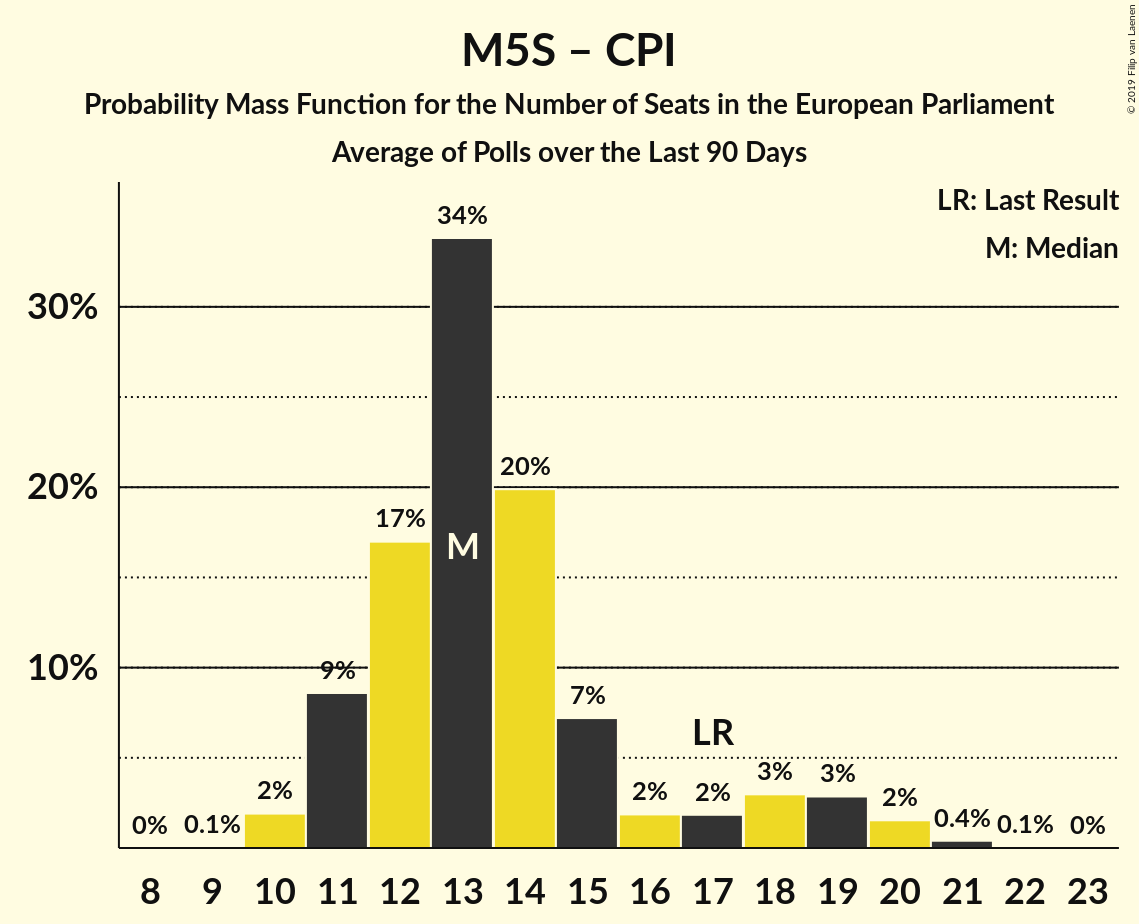 M5S – CPI
Probability Mass Function for the Number of Seats in the European Parliament
Average of Polls over the Last 90 Days
© 2019 Filip van Laenen
LR: Last Result
M: Median
34%
30%
20%
20%
17%
M
10%
9%
7%
LR
3%
3%
2%
2%
2%
2%
0%
0.1%
0.4%
0.1%
0%
8 9 10 11 12 13 14 15 16 17 18 19 20 21 22 23